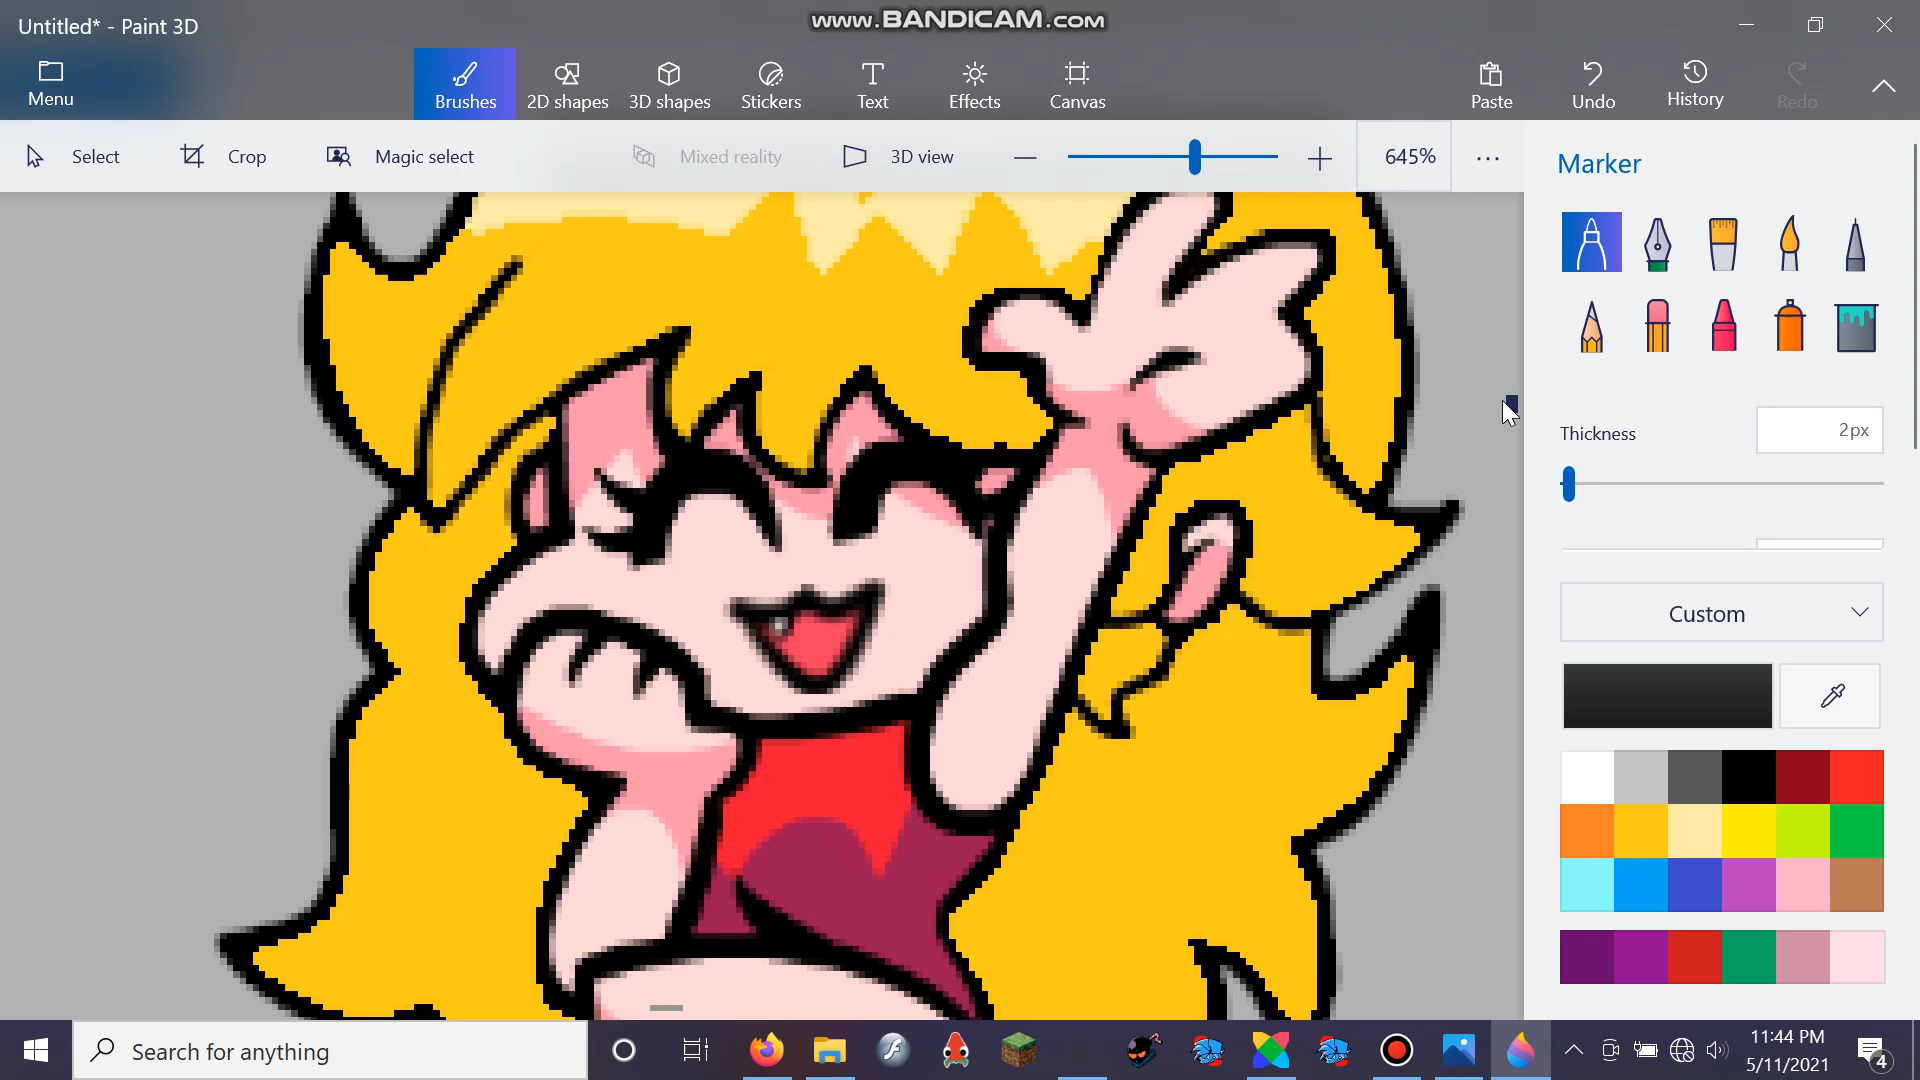 Untitled* - Paint 3D
www.BANDICAM.com
Menu
Brushes
2D shapes
3D shapes
Stickers
Text
Effects
Canvas
Paste
Undo
History
Redo
Select
Crop
Magic select
Mixed reality
3D view
645%
Marker
Thickness
2px
Custom
Search for anything
11:44 PM
5/11/2021
4